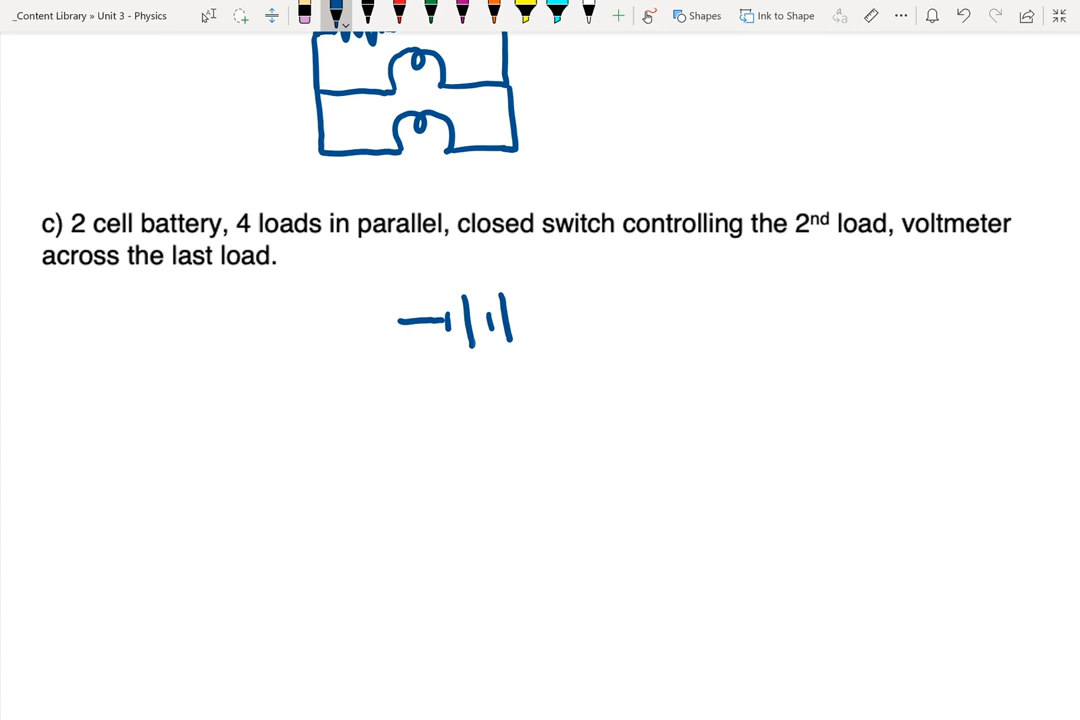 _Content Library » Unit 3 - Physics
Shapes
Ink to Shape
c) 2 cell battery, 4 loads in parallel, closed switch controlling the 2nd load, voltmeter
across the last load.